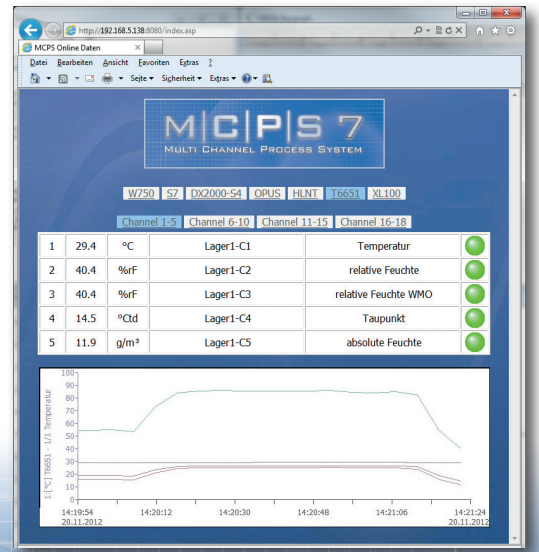 http://192.168.5.138:8080/index.asp
MCPS Online Daten
Datei Bearbeiten Ansicht Favoriten Extras ?
Seite Sicherheit Extras
M|C|P|S 7
MULTI CHANNEL PROCESS SYSTEM
W750 S7 DX2000-S4 OPUS HLNT T6651 XL100
Channel 1-5 Channel 6-10 Channel 11-15 Channel 16-18
1 29.4 °C Lager1-C1 Temperatur
2 40.4 %rF Lager1-C2 relative Feuchte
3 40.4 %rF Lager1-C3 relative Feuchte WMO
4 14.5 °Ctd Lager1-C4 Taupunkt
5 11.9 g/m³ Lager1-C5 absolute Feuchte
1:[°C] T6651 - 1/1 Temperatur
100
90
80
70
60
50
40
30
20
10
0
14:19:54 14:20:12 14:20:30 14:20:48 14:21:06 14:21:24
20.11.2012 20.11.2012